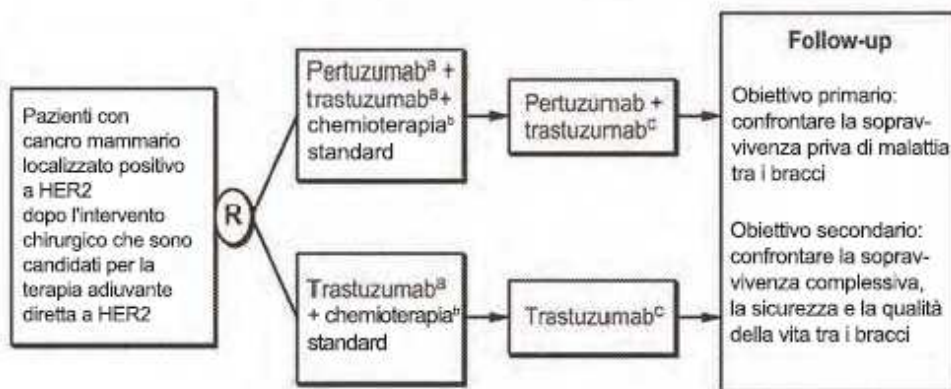 Pazienti con
cancro mammario
localizzato positivo
a HER2
dopo l'intervento
chirurgico che sono
candidati per la
terapia adiuvante
diretta a HER2
R
Pertuzumabᵃ +
trastuzumabᵃ+
chemioterapiaᵇ
standard
Pertuzumab +
trastuzumabᶜ
Trastuzumabᵃ
+ chemioterapiaᵇ
standard
Trastuzumabᶜ
Follow-up
Obiettivo primario:
confrontare la soprav-
vivenza priva di malattia
tra i bracci
Obiettivo secondario:
confrontare la soprav-
vivenza complessiva,
la sicurezza e la qualità
della vita tra i bracci